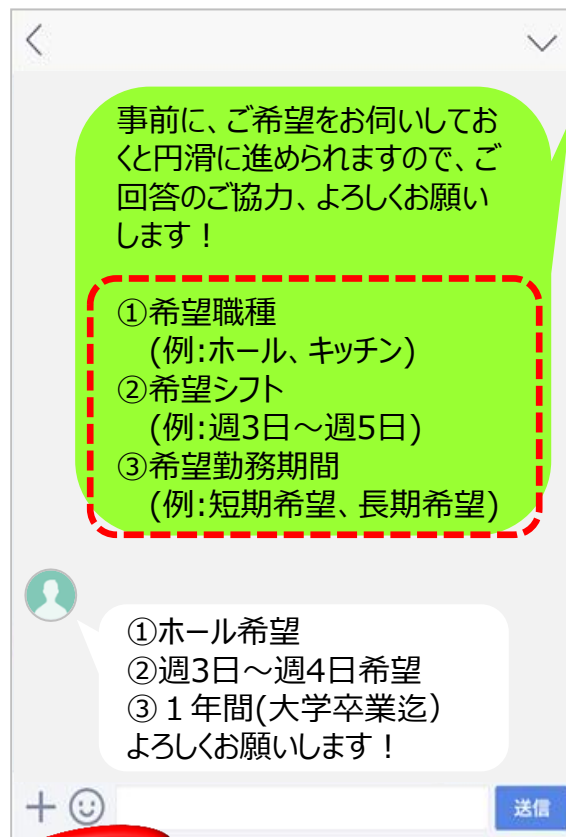 事前に、ご希望をお伺いしてお
くと円滑に進められますので、ご
回答のご協力、よろしくお願い
します！
①希望職種
(例:ホール、キッチン)
②希望シフト
(例:週3日～週5日)
③希望勤務期間
(例:短期希望、長期希望)
①ホール希望
②週3日～週4日希望
③１年間(大学卒業迄）
よろしくお願いします！
送信